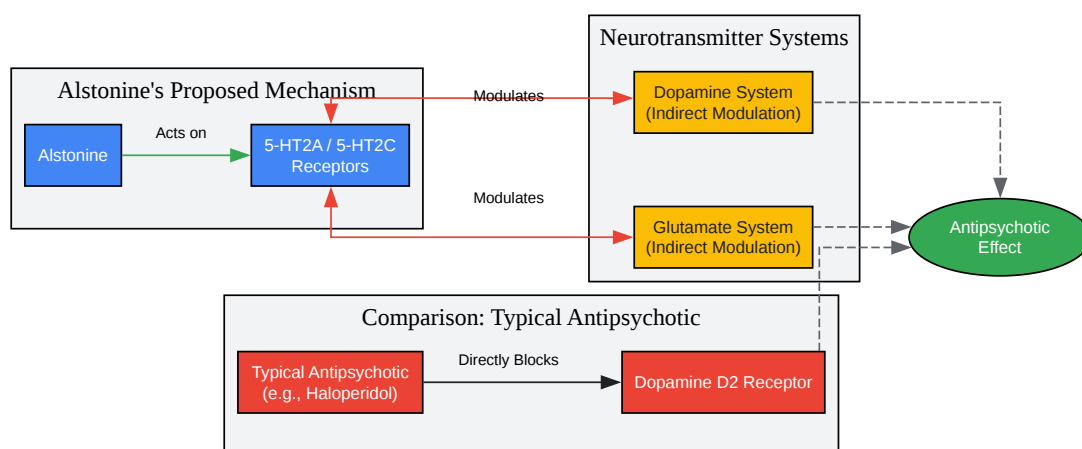 Neurotransmitter Systems
Alstonine's Proposed Mechanism
Modulates
Dopamine System
(Indirect Modulation)
Alstonine
Acts on
5-HT2A / 5-HT2C
Receptors
Modulates
Glutamate System
(Indirect Modulation)
Antipsychotic
Effect
Comparison: Typical Antipsychotic
Typical Antipsychotic
(e.g., Haloperidol)
Directly Blocks
Dopamine D2 Receptor